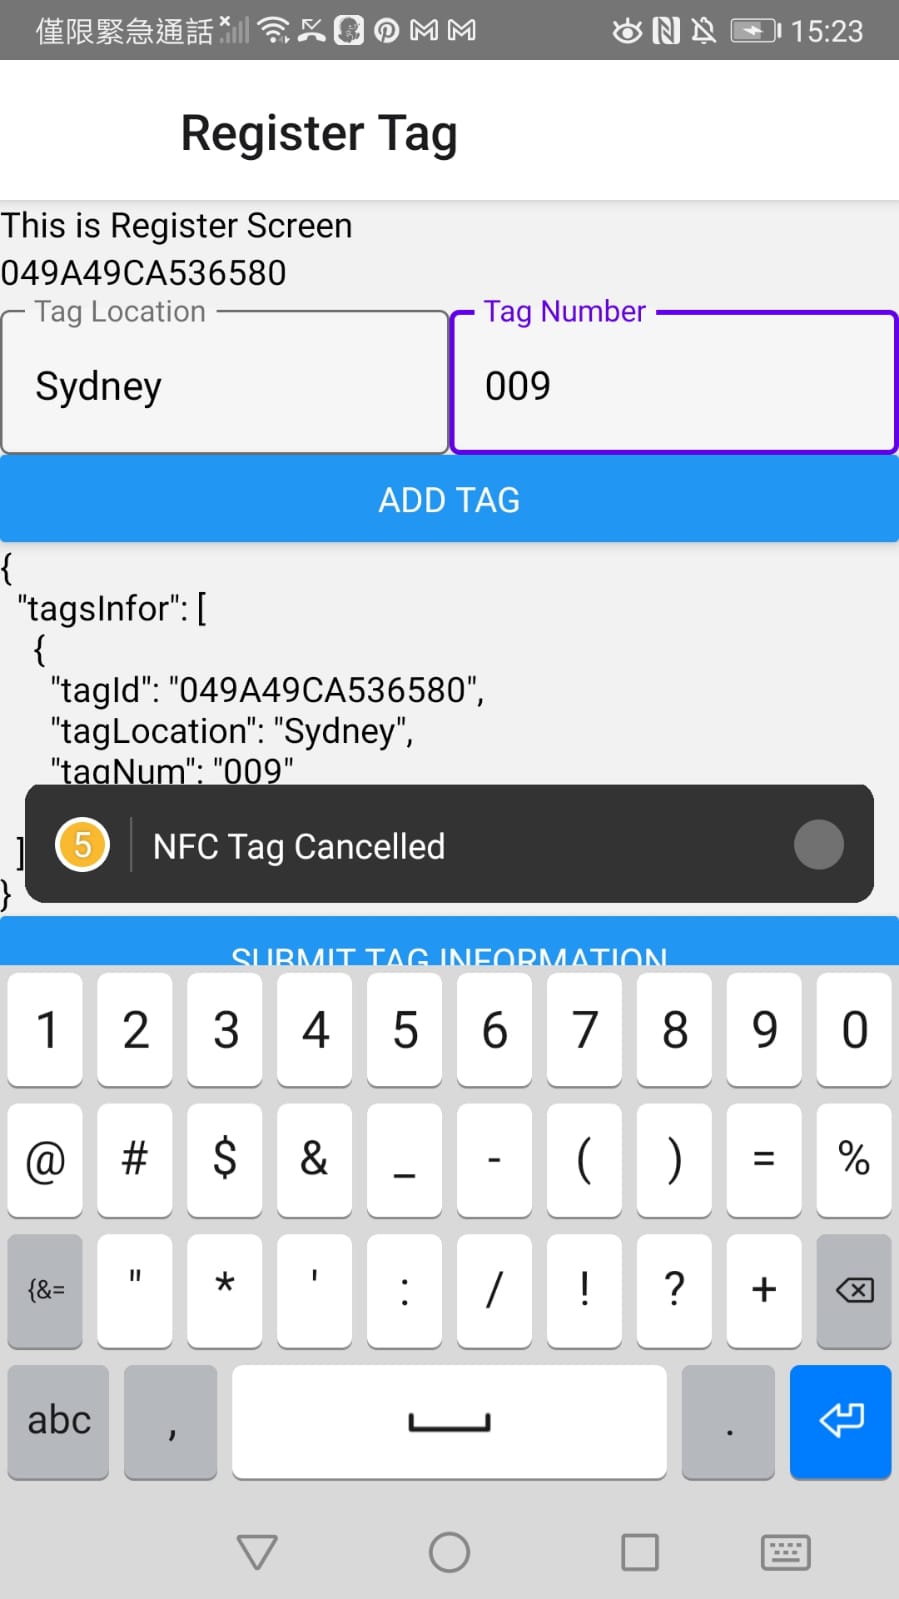 僅限緊急通話 15:23
Register Tag
This is Register Screen
049A49CA536580
Tag Location Tag Number
Sydney 009
ADD TAG
{
"tagsInfor": [
{
"tagId": "049A49CA536580",
"tagLocation": "Sydney",
"tagNum": "009"
5 NFC Tag Cancelled
]
}
SUBMIT TAG INFORMATION
1 2 3 4 5 6 7 8 9 0
@ # $ & _ - ( ) = %
{&= " * ' : / ! ? +
abc , .